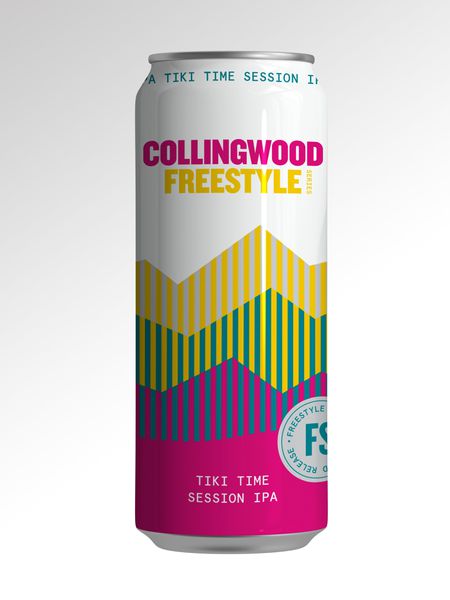 TIKI TIME SESSION
COLLINGWOOD
FREESTYLE
SERIES
FREESTYLE
FS
RELEASE
TIKI TIME
SESSION IPA